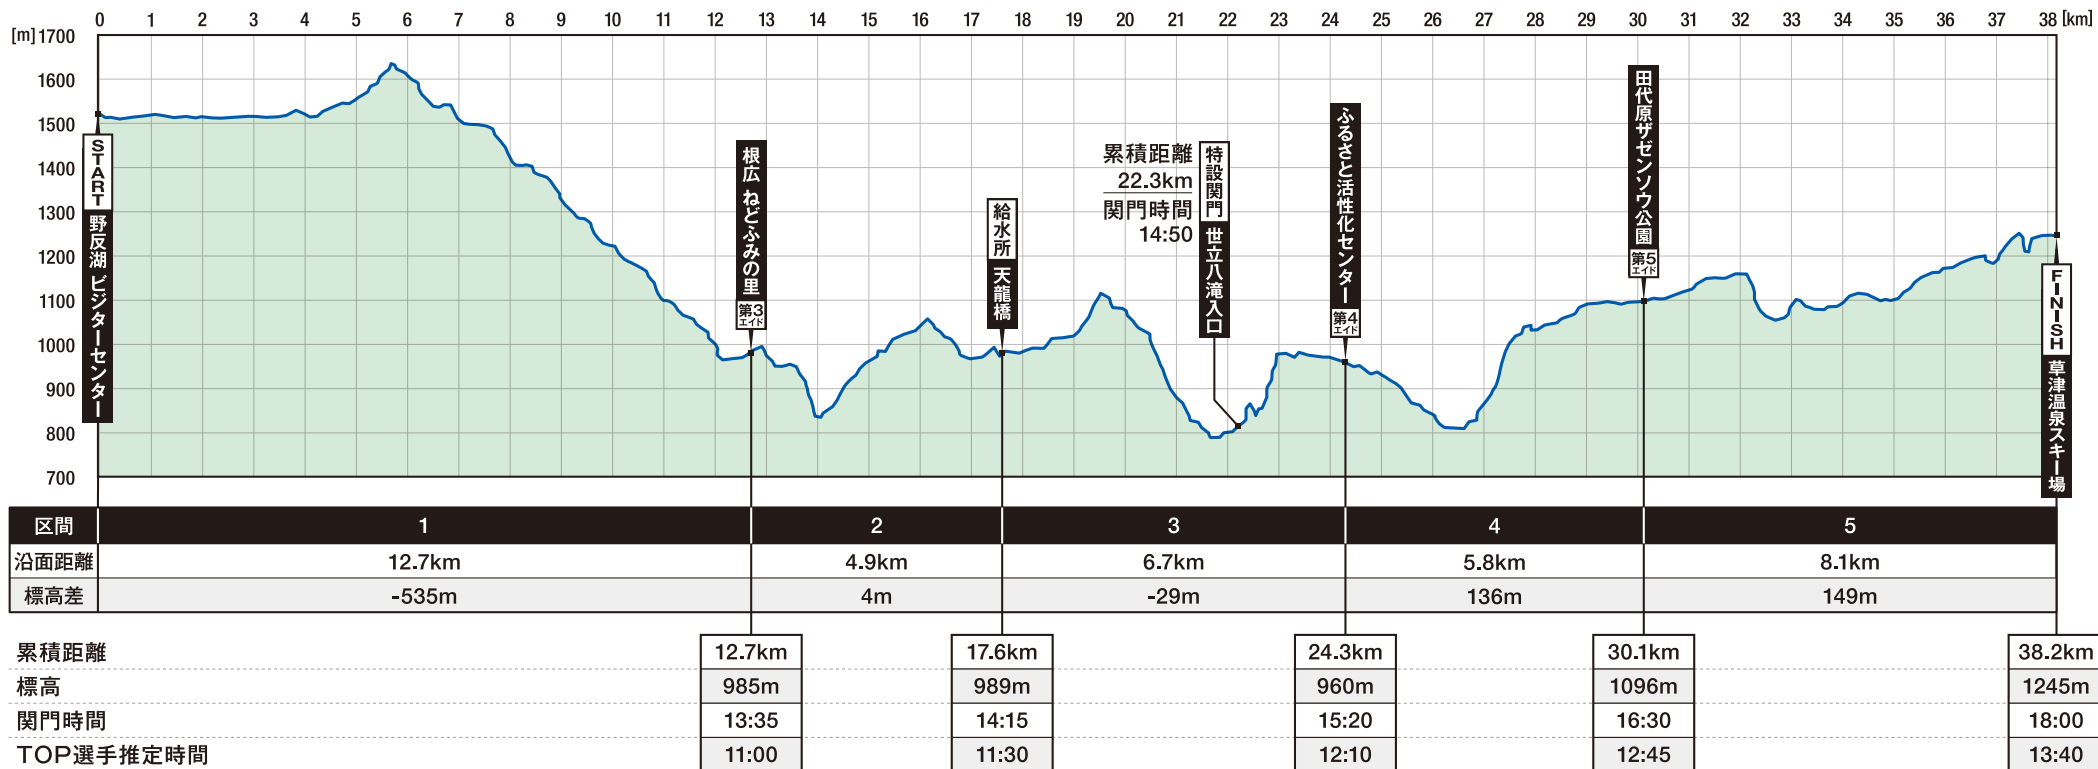 0 1 2 3 4 5 6 7 8 9 10 11 12 13 14 15 16 17 18 19 20 21 22 23 24 25 26 27 28 29 30 31 32 33 34 35 36 37 38 [km]
[m] 1700
1600
1500
1400
1300
1200
1100
1000
900
800
700
START 野反湖 ビジターセンター
根広 ねどふみの里 第3エイド
給水所 天龍橋
累積距離
22.3km
関門時間
14:50
特設関門 世立八滝入口
ふるさと活性化センター 第4エイド
田代原ザゼンソウ公園 第5エイド
FINISH 草津温泉スキー場
区間 1 2 3 4 5
沿面距離 12.7km 4.9km 6.7km 5.8km 8.1km
標高差 -535m 4m -29m 136m 149m
累積距離 12.7km 17.6km 24.3km 30.1km 38.2km
標高 985m 989m 960m 1096m 1245m
関門時間 13:35 14:15 15:20 16:30 18:00
TOP選手推定時間 11:00 11:30 12:10 12:45 13:40